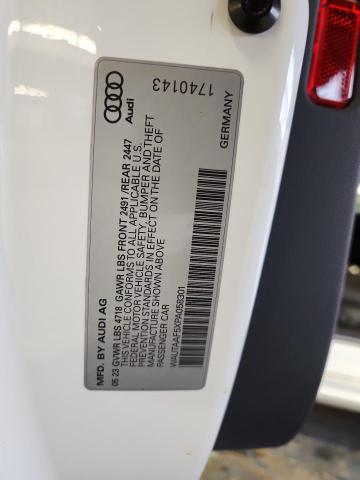 Audi
1740143
GERMANY
MFD. BY AUDI AG
05 23 GVWR LBS 4718 GAWR LBS FRONT 2491/REAR 2447
THIS VEHICLE CONFORMS TO ALL APPLICABLE U.S.
FEDERAL MOTOR VEHICLE SAFETY, BUMPER AND THEFT
PREVENTION STANDARDS IN EFFECT ON THE DATE OF
MANUFACTURE SHOWN ABOVE
PASSENGER CAR
WAUTAAF5XPA058301